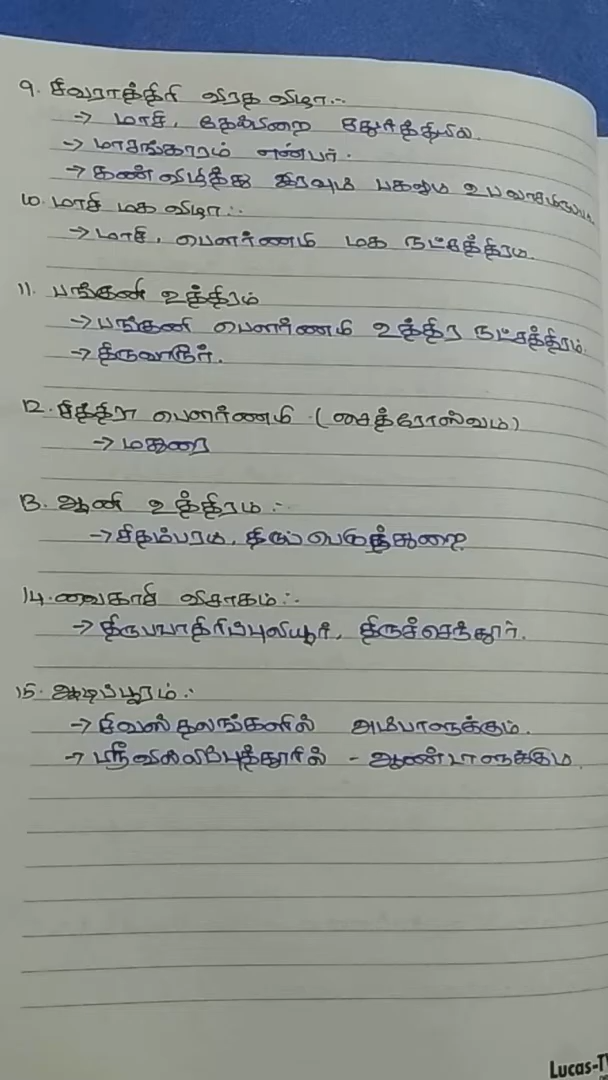 9. சிவராத்திரி விரத விழா :-
→ மாசி, தேய்பிறை சதுர்த்தசியில்.
→ மாசங்காரம் என்பர்.
→ கண்விழித்து இரவும் பகலும் உபவாசமிருப்பர்.
10. மாசி மக விழா :-
→ மாசி, பௌர்ணமி மக நட்சத்திரம்.
11. பங்குனி உத்திரம்
→ பங்குனி பௌர்ணமி உத்திர நட்சத்திரம்.
→ திருவாரூர்.
12. சித்திரா பௌர்ணமி (சைத்ரோஸ்வம்)
→ மதுரை
13. ஆனி உத்திரம் :-
→ சிதம்பரம், திருப்பெருந்துறை
14. வைகாசி விசாகம் :-
→ திருப்பாதிரிப்புலியூர், திருச்செந்தூர்.
15. ஆடிப்பூரம் :-
→ சிவஸ்தலங்களில் அம்பாளுக்கும்.
→ ஸ்ரீவில்லிபுத்தூரில் - ஆண்டாளுக்கும்
Lucas-T